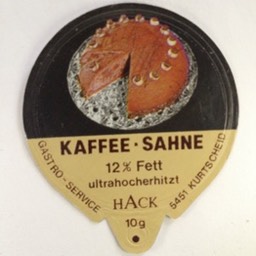 KAFFEE · SAHNE
12% Fett
ultrahocherhitzt
HACK
10g
GASTRO - SERVICE
5451 KURTSCHEID